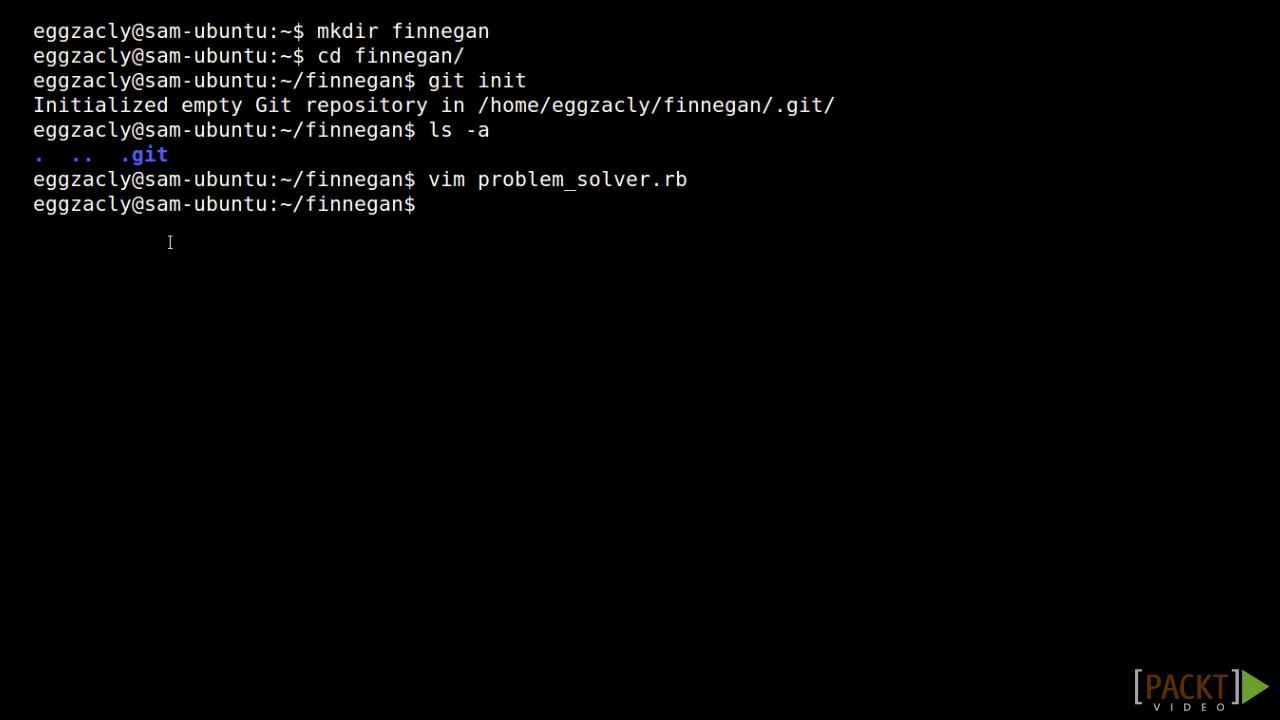 eggzacly@sam-ubuntu:~$ mkdir finnegan
eggzacly@sam-ubuntu:~$ cd finnegan/
eggzacly@sam-ubuntu:~/finnegan$ git init
Initialized empty Git repository in /home/eggzacly/finnegan/.git/
eggzacly@sam-ubuntu:~/finnegan$ ls -a
.  ..  .git
eggzacly@sam-ubuntu:~/finnegan$ vim problem_solver.rb
eggzacly@sam-ubuntu:~/finnegan$
[PACKT]
VIDEO